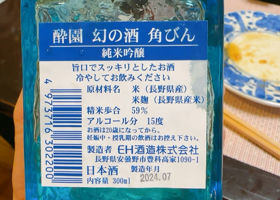 酔園 幻の酒 角びん
純米吟醸
旨口でスッキリとしたお酒
冷やしてお飲みください
原材料名 米（長野県産）
米麹（長野県産米）
精米歩合 59%
アルコール分 15度
お酒は20歳になってから。
妊娠中・授乳期の飲酒はお控え下さい。
製造者 EH酒造株式会社
長野県安曇野市豊科高家1090-1
日本酒 製造年月
内容量 300ml 2024.07
4 973716 302200